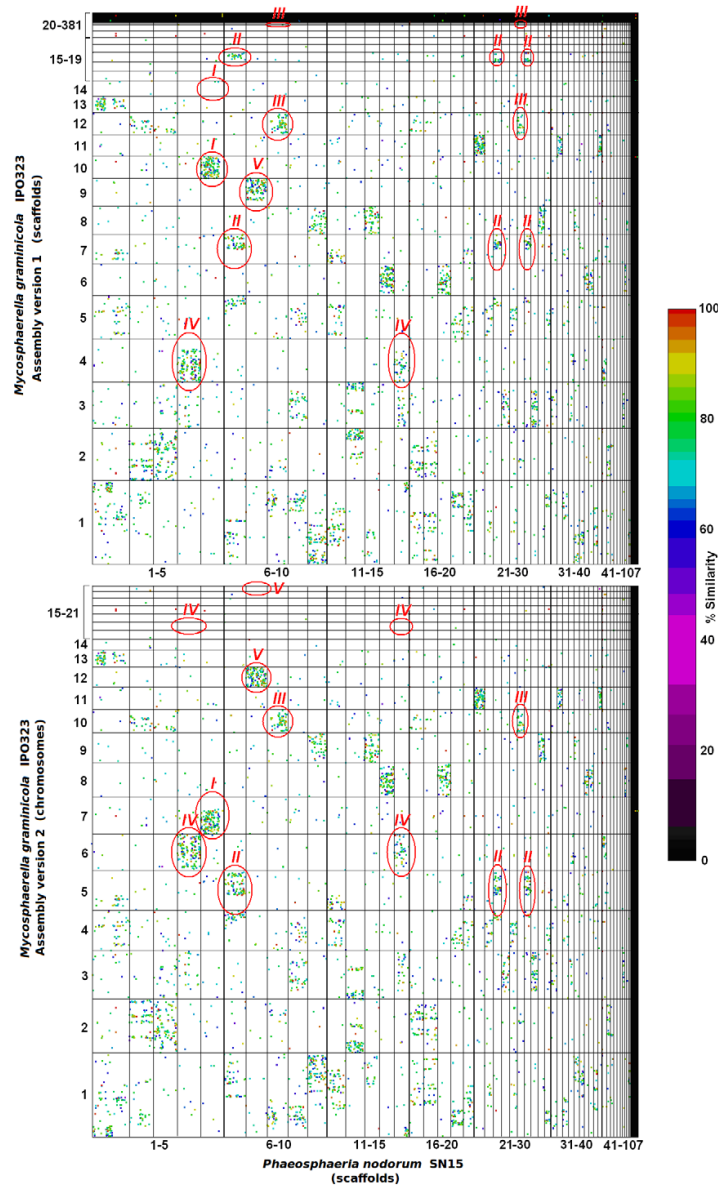 III
III
20-381
II
II
II
15-19
I
14
III
III
13
12
I
11
V
10
9
II
II
II
8
7
6
IV
IV
5
4
3
2
1
Mycosphaerella graminicola IPO323
Assembly version 1 (scaffolds)
1-5
6-10
11-15
16-20
21-30
31-40
41-107
100
80
60
40
20
0
% Similarity
V
IV
IV
15-21
14
V
13
12
III
III
11
10
9
8
I
7
IV
IV
6
II
II
II
5
4
3
2
1
Mycosphaerella graminicola IPO323
Assembly version 2 (chromosomes)
1-5
6-10
11-15
16-20
21-30
31-40
41-107
Phaeosphaeria nodorum SN15
(scaffolds)